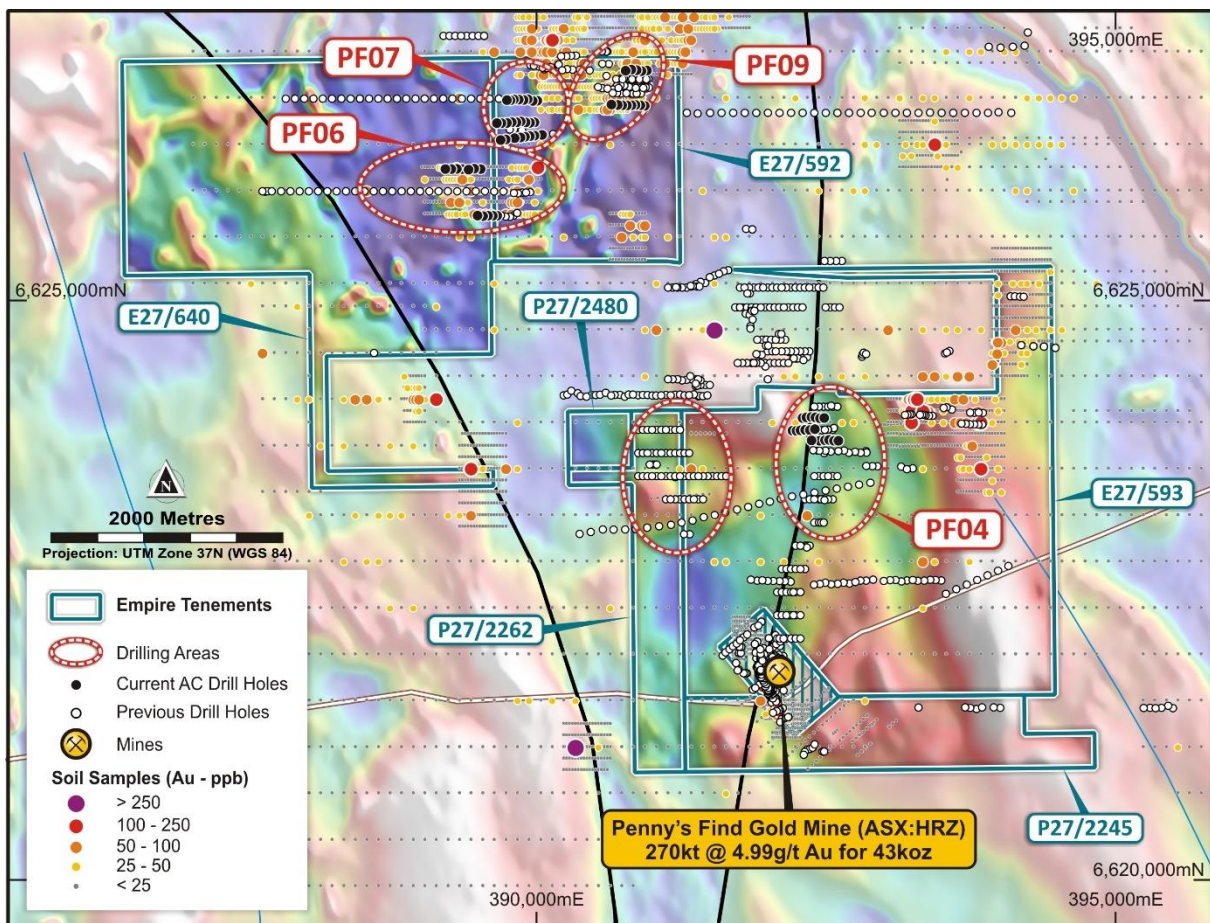 395,000mE
PF07
PF09
PF06
E27/592
6,625,000mN
6,625,000mN
P27/2480
E27/640
N
2000 Metres
Projection: UTM Zone 37N (WGS 84)
E27/593
PF04
Empire Tenements
Drilling Areas
Current AC Drill Holes
Previous Drill Holes
Mines
Soil Samples (Au - ppb)
> 250
100 - 250
50 - 100
25 - 50
< 25
P27/2262
Penny's Find Gold Mine (ASX:HRZ)
270kt @ 4.99g/t Au for 43koz
P27/2245
6,620,000mN
390,000mE
395,000mE